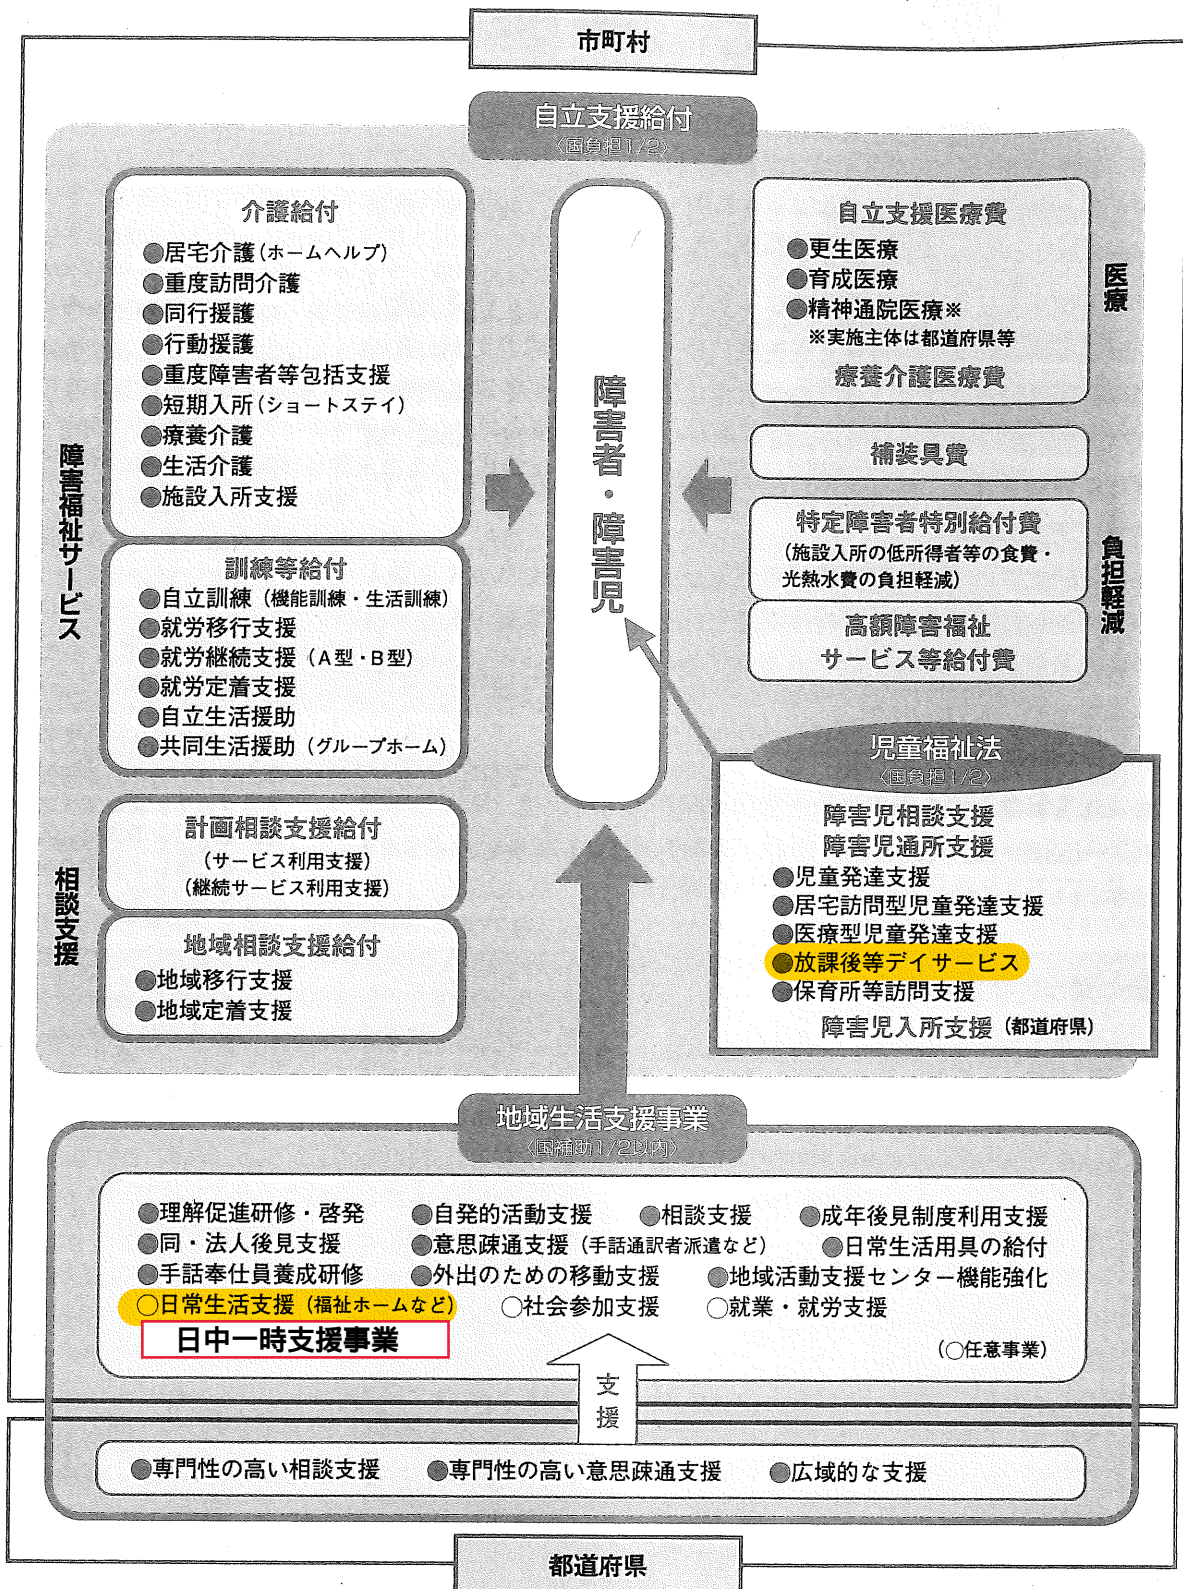 市町村
自立支援給付
〈国負担1/2〉
介護給付
●居宅介護(ホームヘルプ)
●重度訪問介護
●同行援護
●行動援護
●重度障害者等包括支援
●短期入所(ショートステイ)
●療養介護
●生活介護
●施設入所支援
訓練等給付
●自立訓練(機能訓練・生活訓練)
●就労移行支援
●就労継続支援(A型・B型)
●就労定着支援
●自立生活援助
●共同生活援助(グループホーム)
障害福祉サービス
計画相談支援給付
(サービス利用支援)
(継続サービス利用支援)
地域相談支援給付
●地域移行支援
●地域定着支援
相談支援
障害者・障害児
自立支援医療費
●更生医療
●育成医療
●精神通院医療※
※実施主体は都道府県等
療養介護医療費
医療
補装具費
特定障害者特別給付費
(施設入所の低所得者等の食費・
光熱水費の負担軽減)
高額障害福祉
サービス等給付費
負担軽減
児童福祉法
〈国負担1/2〉
障害児相談支援
障害児通所支援
●児童発達支援
●居宅訪問型児童発達支援
●医療型児童発達支援
●放課後等デイサービス
●保育所等訪問支援
障害児入所支援(都道府県)
地域生活支援事業
〈国補助1/2以内〉
●理解促進研修・啓発 ●自発的活動支援 ●相談支援 ●成年後見制度利用支援
●同・法人後見支援 ●意思疎通支援(手話通訳者派遣など) ●日常生活用具の給付
●手話奉仕員養成研修 ●外出のための移動支援 ●地域活動支援センター機能強化
○日常生活支援(福祉ホームなど) ○社会参加支援 ○就業・就労支援
日中一時支援事業
(○任意事業)
支援
●専門性の高い相談支援 ●専門性の高い意思疎通支援 ●広域的な支援
都道府県